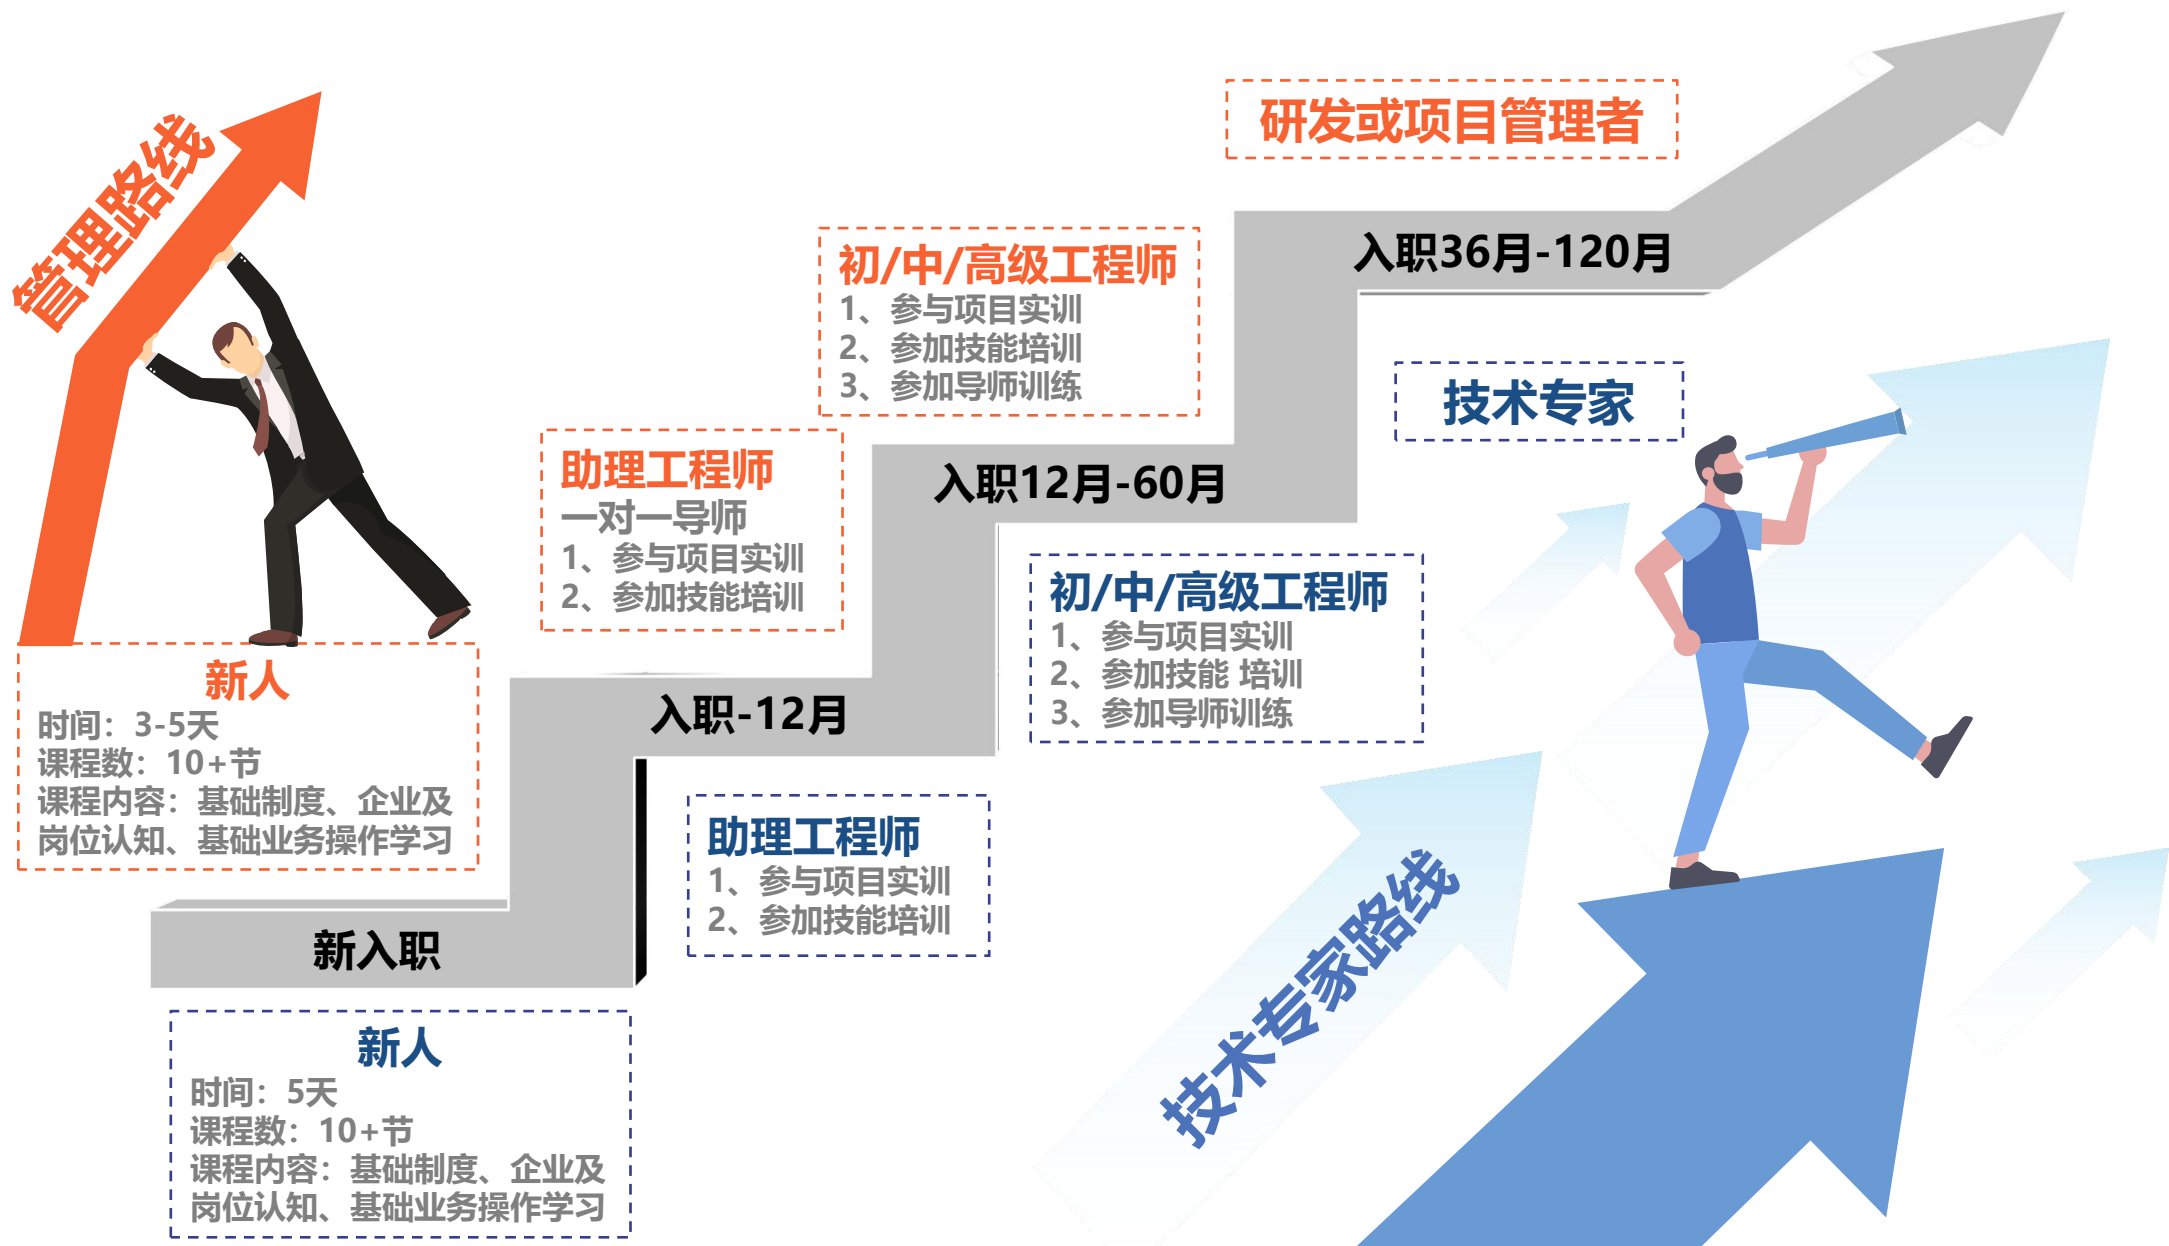 管理路线
新人
时间：3-5天
课程数：10+节
课程内容：基础制度、企业及
岗位认知、基础业务操作学习
新入职
新人
时间：5天
课程数：10+节
课程内容：基础制度、企业及
岗位认知、基础业务操作学习
助理工程师
一对一导师
1、参与项目实训
2、参加技能培训
入职-12月
助理工程师
1、参与项目实训
2、参加技能培训
初/中/高级工程师
1、参与项目实训
2、参加技能培训
3、参加导师训练
入职12月-60月
初/中/高级工程师
1、参与项目实训
2、参加技能 培训
3、参加导师训练
研发或项目管理者
入职36月-120月
技术专家
技术专家路线